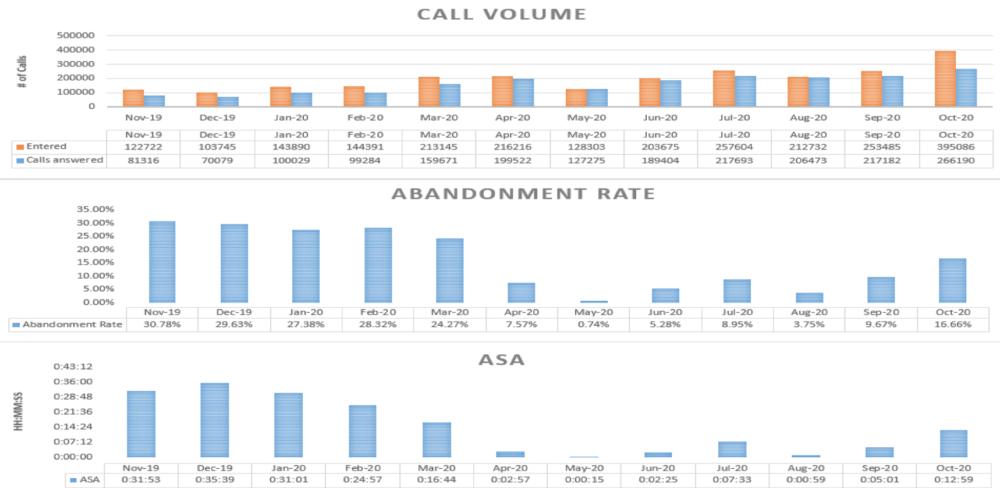 CALL VOLUME
500000
400000
300000
200000
100000
0
# of Calls
Nov-19 Dec-19 Jan-20 Feb-20 Mar-20 Apr-20 May-20 Jun-20 Jul-20 Aug-20 Sep-20 Oct-20
Nov-19 Dec-19 Jan-20 Feb-20 Mar-20 Apr-20 May-20 Jun-20 Jul-20 Aug-20 Sep-20 Oct-20
Entered 122722 103745 143890 144391 213145 216216 128303 203675 257604 212732 253485 395086
Calls answered 81316 70079 100029 99284 159671 199522 127275 189404 217693 206473 217182 266190
ABANDONMENT RATE
35.00%
30.00%
25.00%
20.00%
15.00%
10.00%
5.00%
0.00%
Nov-19 Dec-19 Jan-20 Feb-20 Mar-20 Apr-20 May-20 Jun-20 Jul-20 Aug-20 Sep-20 Oct-20
Abandonment Rate 30.78% 29.63% 27.38% 28.32% 24.27% 7.57% 0.74% 5.28% 8.95% 3.75% 9.67% 16.66%
ASA
0:43:12
0:36:00
0:28:48
0:21:36
0:14:24
0:07:12
0:00:00
HH:MM:SS
Nov-19 Dec-19 Jan-20 Feb-20 Mar-20 Apr-20 May-20 Jun-20 Jul-20 Aug-20 Sep-20 Oct-20
ASA 0:31:53 0:35:39 0:31:01 0:24:57 0:16:44 0:02:57 0:00:15 0:02:25 0:07:33 0:00:59 0:05:01 0:12:59